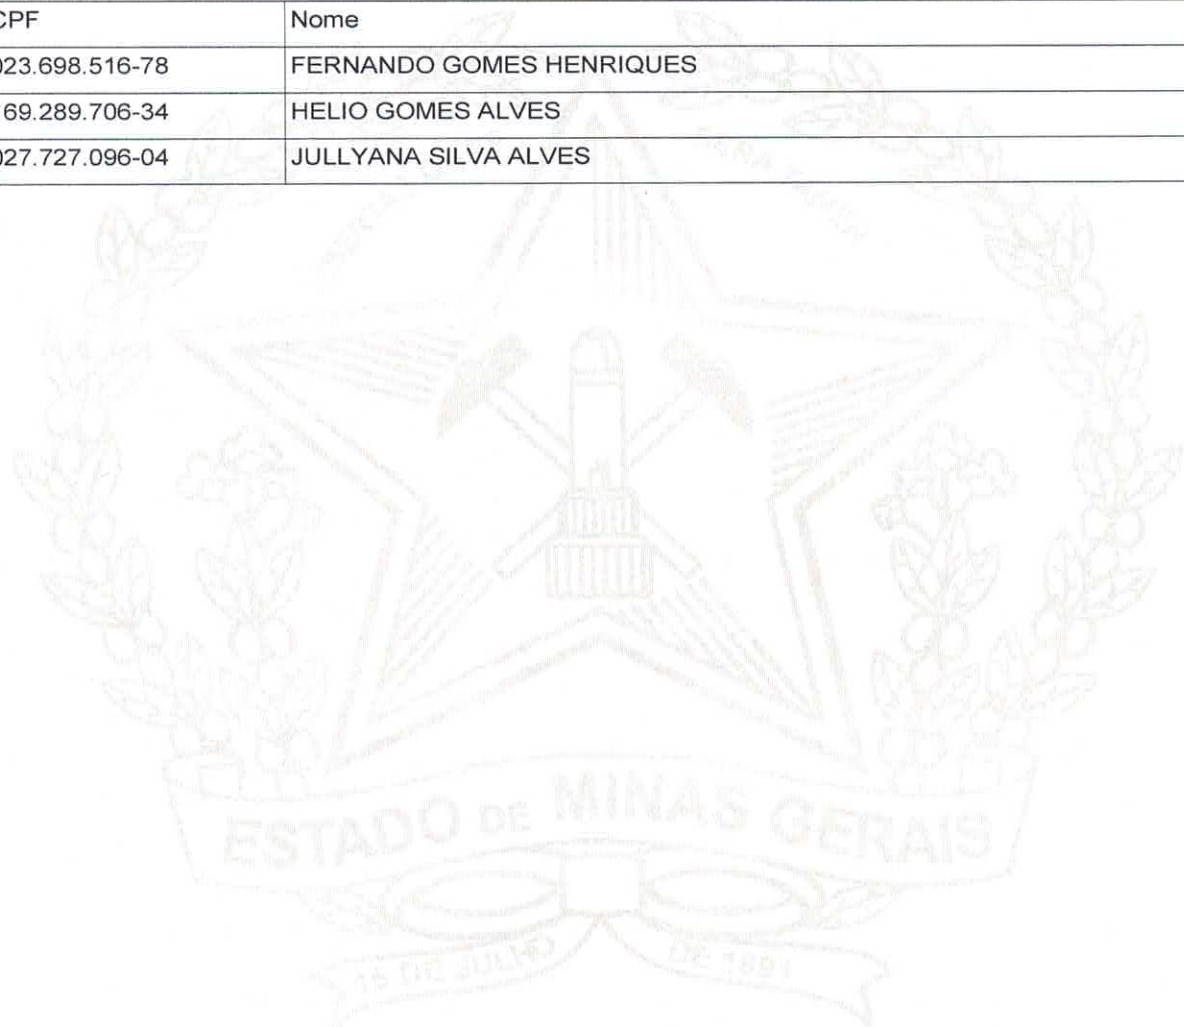 CPF Nome
023.698.516-78 FERNANDO GOMES HENRIQUES
69.289.706-34 HELIO GOMES ALVES
027.727.096-04 JULLYANA SILVA ALVES
ESTADO DE MINAS GERAIS
15 DE JULHO DE 1891